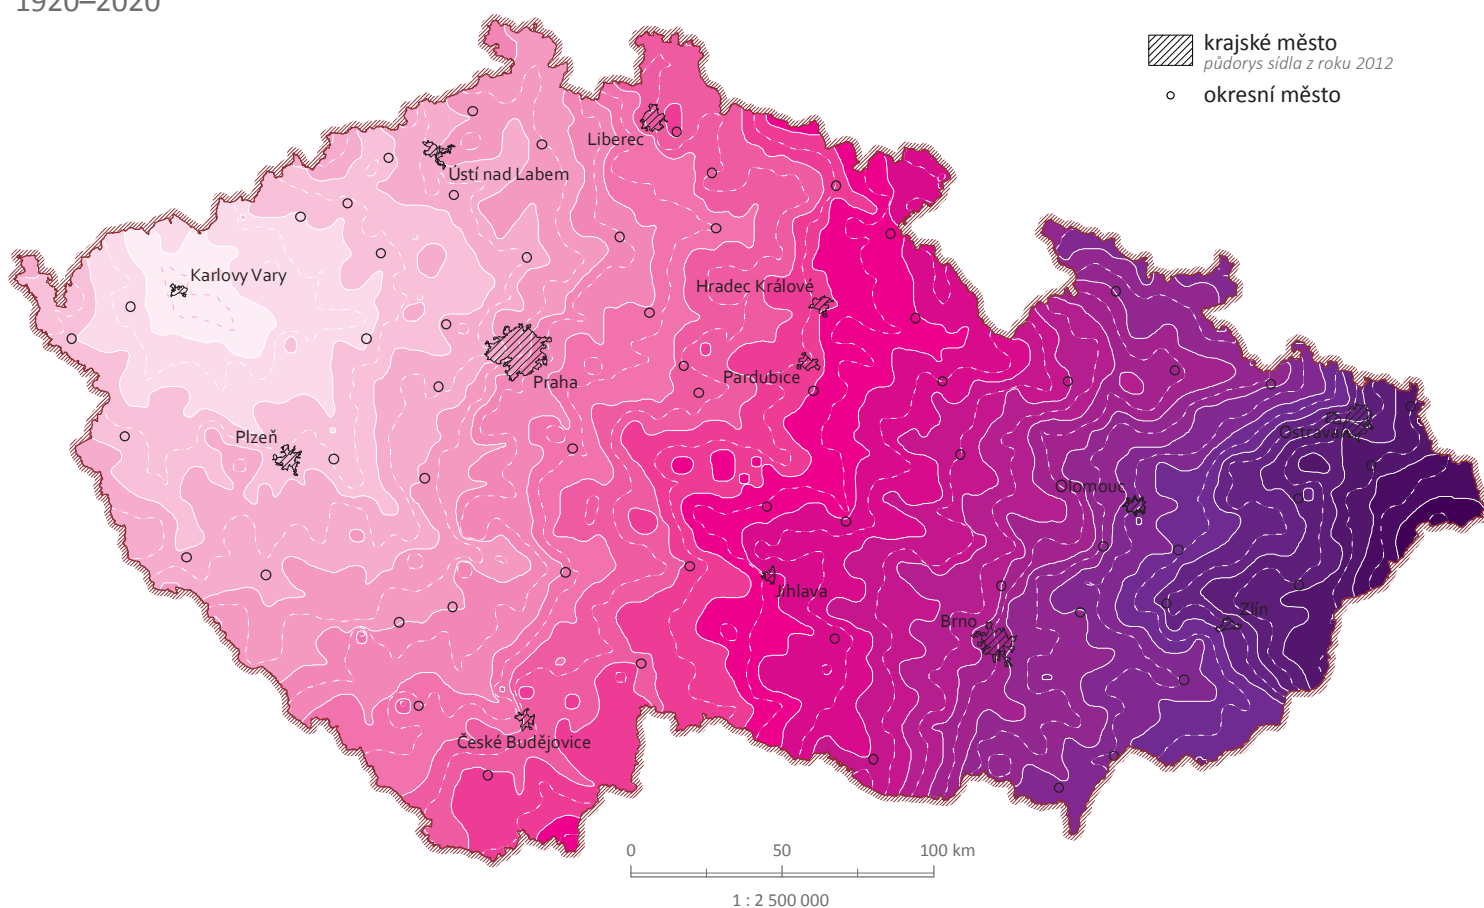 1920–2020
krajské město
půdorys sídla z roku 2012
okresní město
Liberec
Ústí nad Labem
Karlovy Vary
Hradec Králové
Praha
Pardubice
Plzeň
Ostrava
Olomouc
Jihlava
Zlín
Brno
České Budějovice
0 50 100 km
1 : 2 500 000